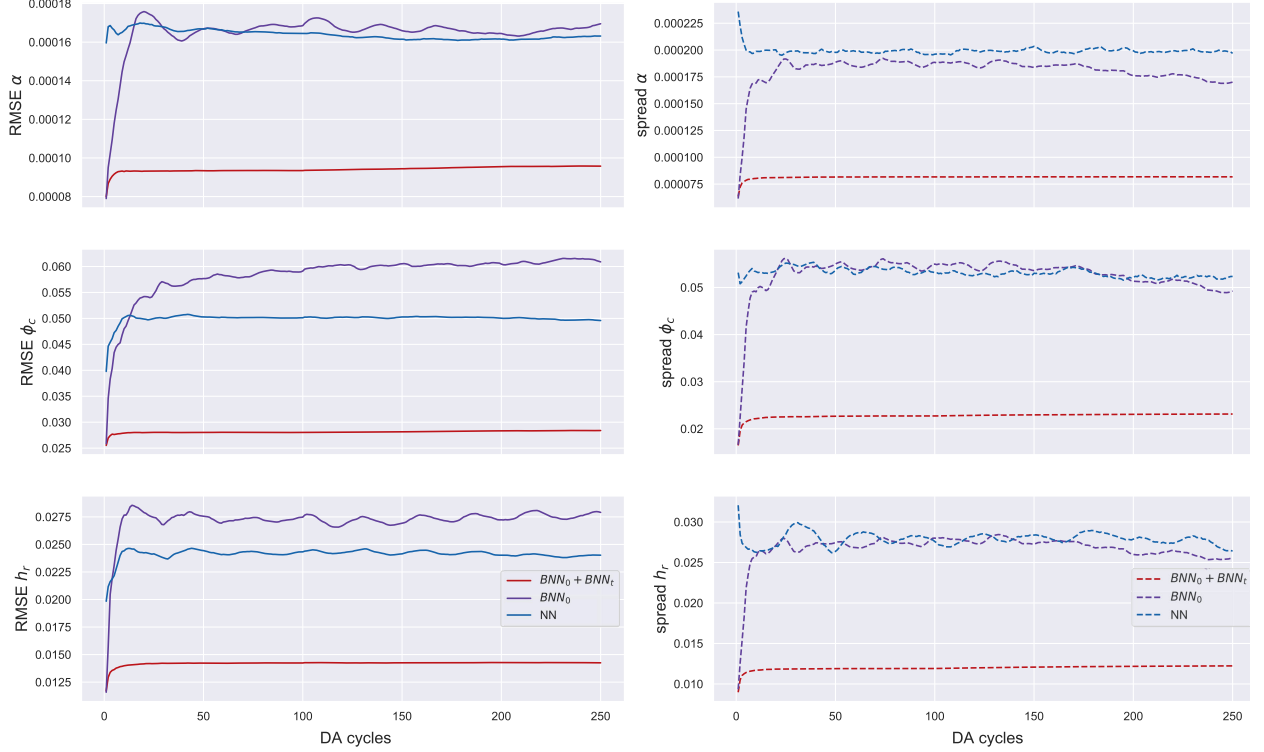 RMSE α
0.00018
0.00016
0.00014
0.00012
0.00010
0.00008
spread α
0.000225
0.000200
0.000175
0.000150
0.000125
0.000100
0.000075
RMSE ϕc
0.060
0.055
0.050
0.045
0.040
0.035
0.030
0.025
spread ϕc
0.05
0.04
0.03
0.02
RMSE hr
0.0275
0.0250
0.0225
0.0200
0.0175
0.0150
0.0125
BNN0 + BNNt
BNN0
NN
0 50 100 150 200 250
DA cycles
spread hr
0.030
0.025
0.020
0.015
0.010
BNN0 + BNNt
BNN0
NN
0 50 100 150 200 250
DA cycles